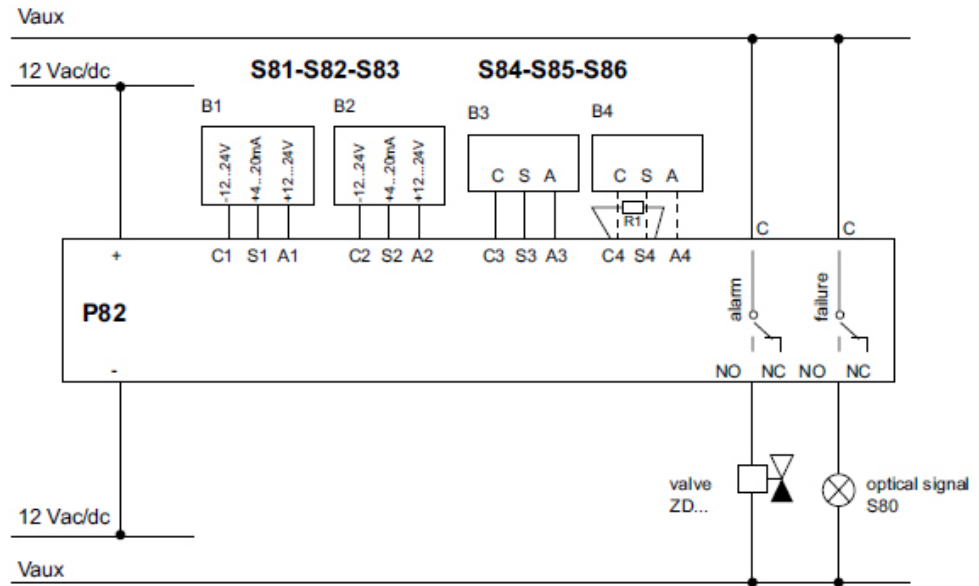 Vaux
12 Vac/dc
S81-S82-S83
S84-S85-S86
B1
B2
B3
B4
-12...24V
+4...20mA
+12...24V
-12...24V
+4...20mA
+12...24V
C S A
C S A
R1
C
C
+
C1 S1 A1
C2 S2 A2
C3 S3 A3
C4 S4 A4
P82
alarm
failure
-
NO NC NO NC
valve
ZD...
optical signal
S80
12 Vac/dc
Vaux